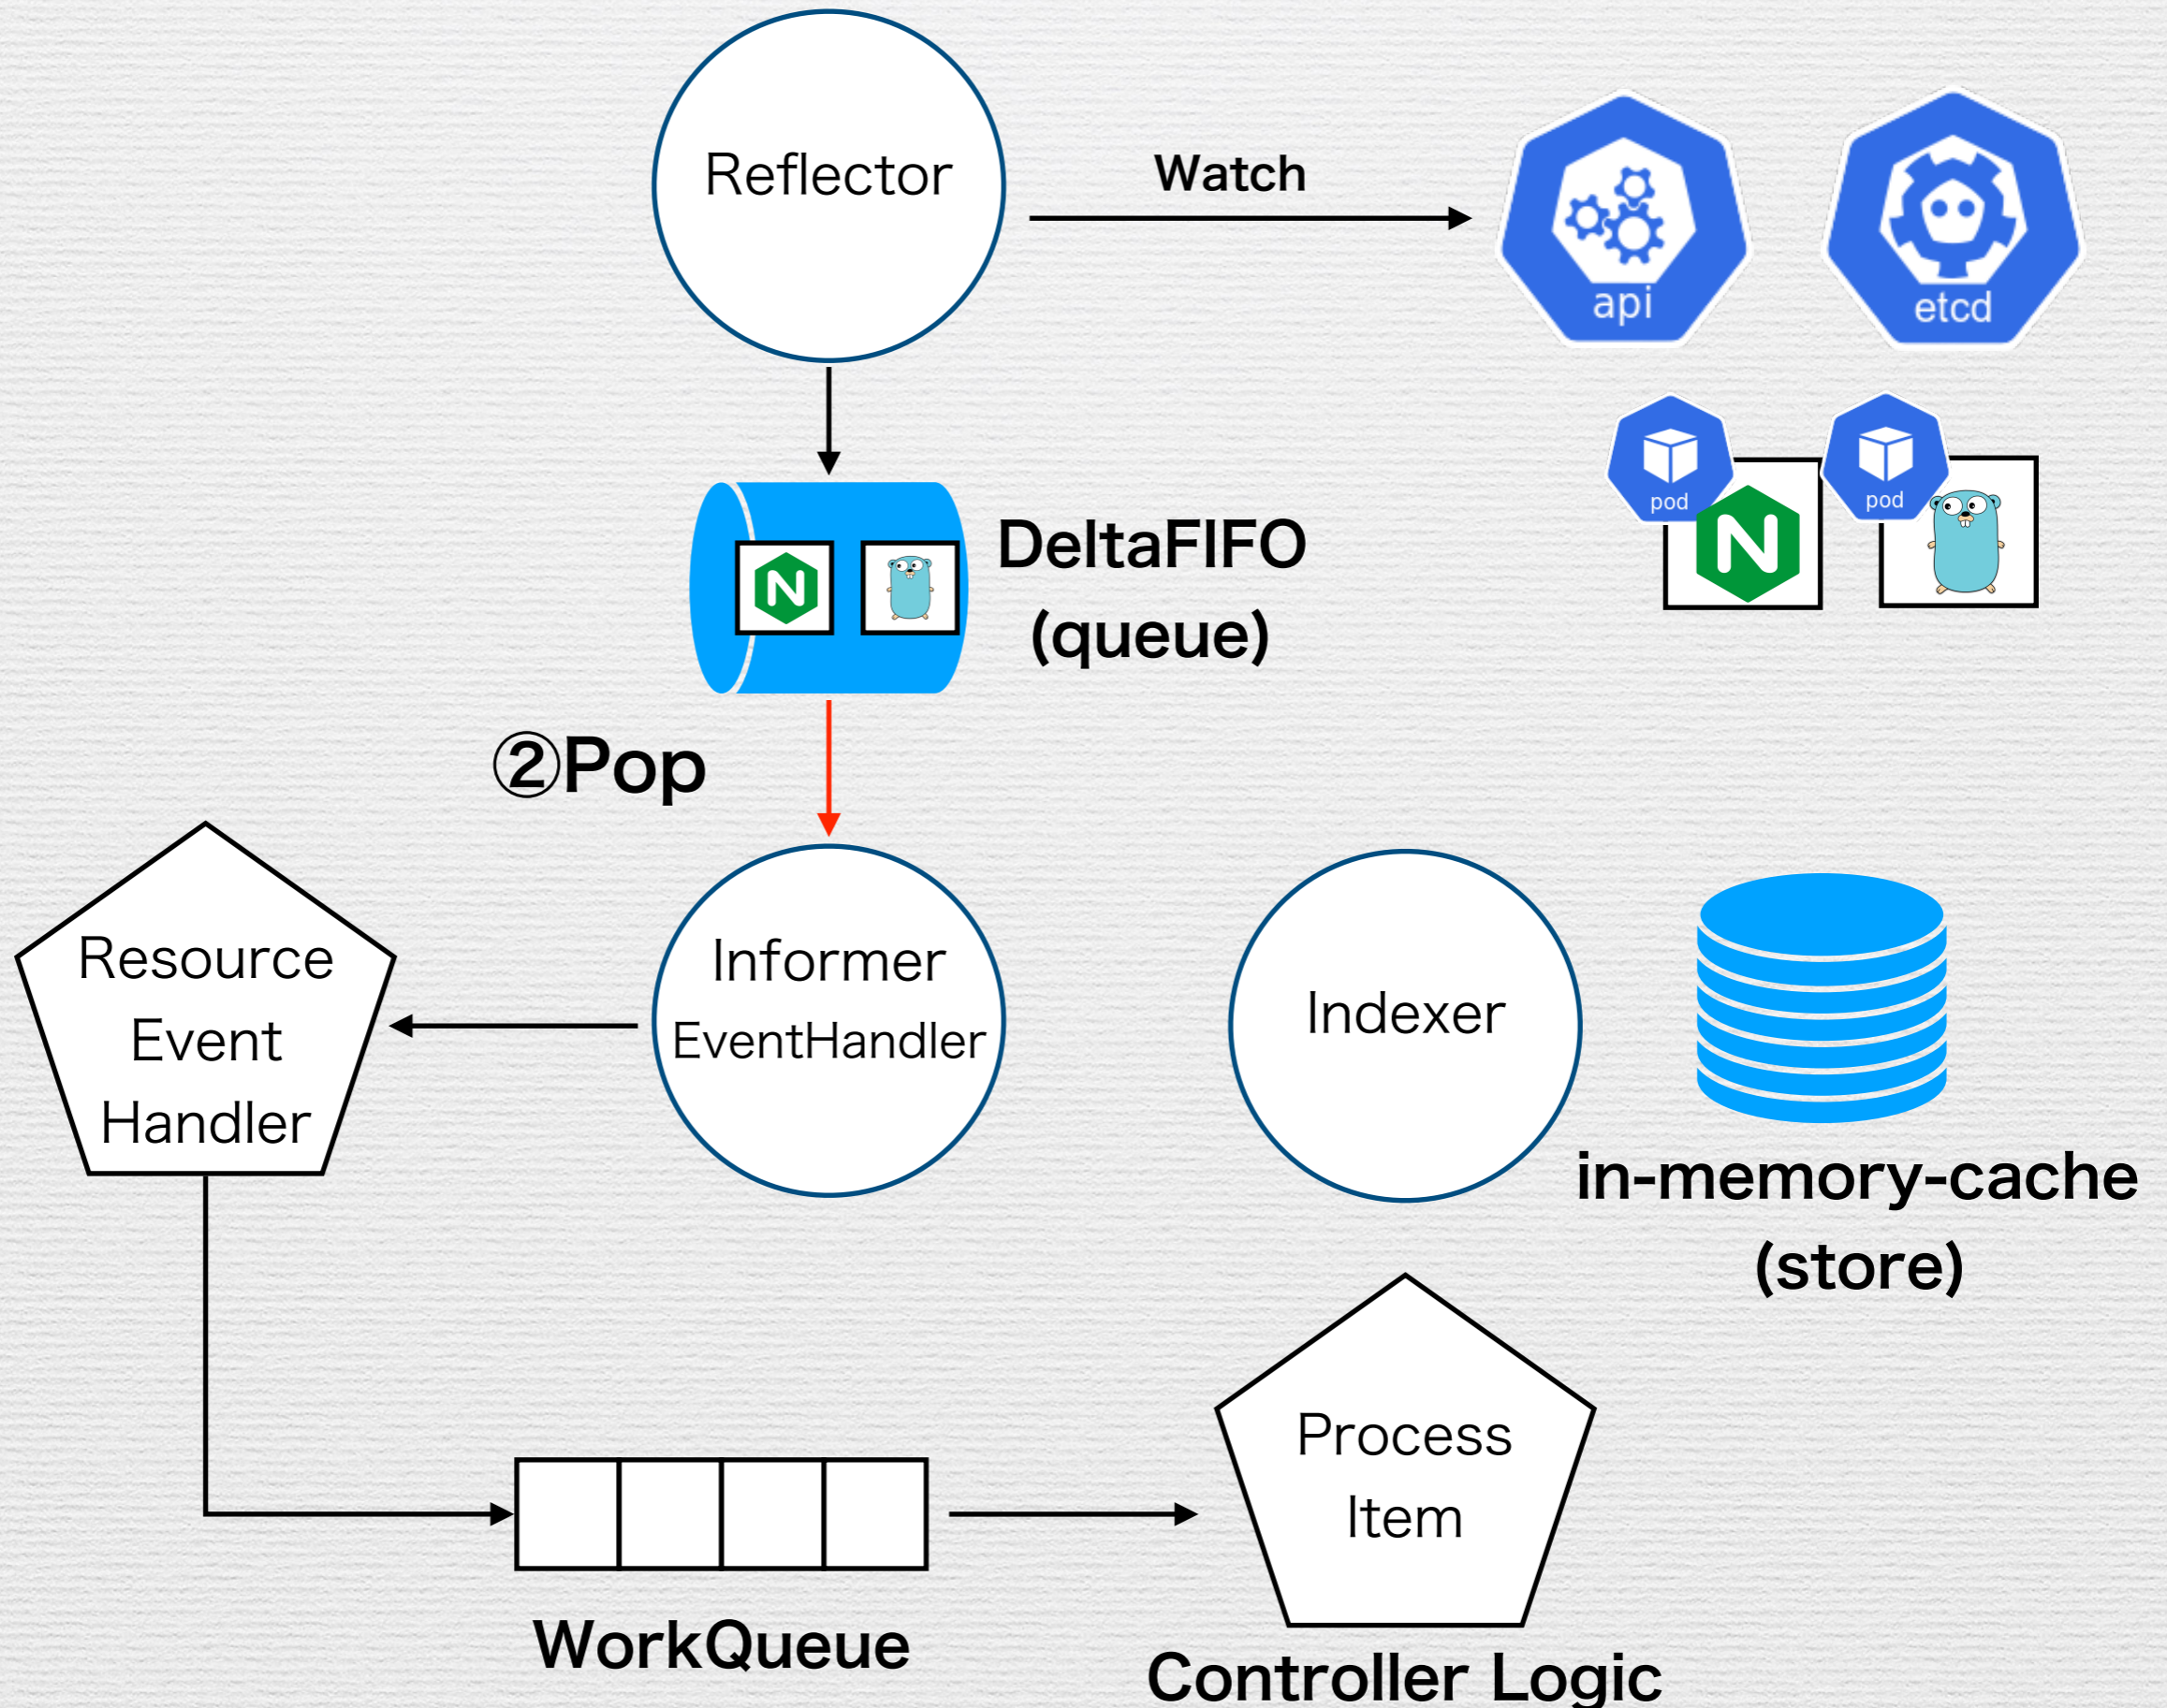 Reflector
Watch
api
etcd
pod
pod
N
N
DeltaFIFO
(queue)
②Pop
Resource
Event
Handler
Informer
EventHandler
Indexer
in-memory-cache
(store)
Process
Item
WorkQueue
Controller Logic